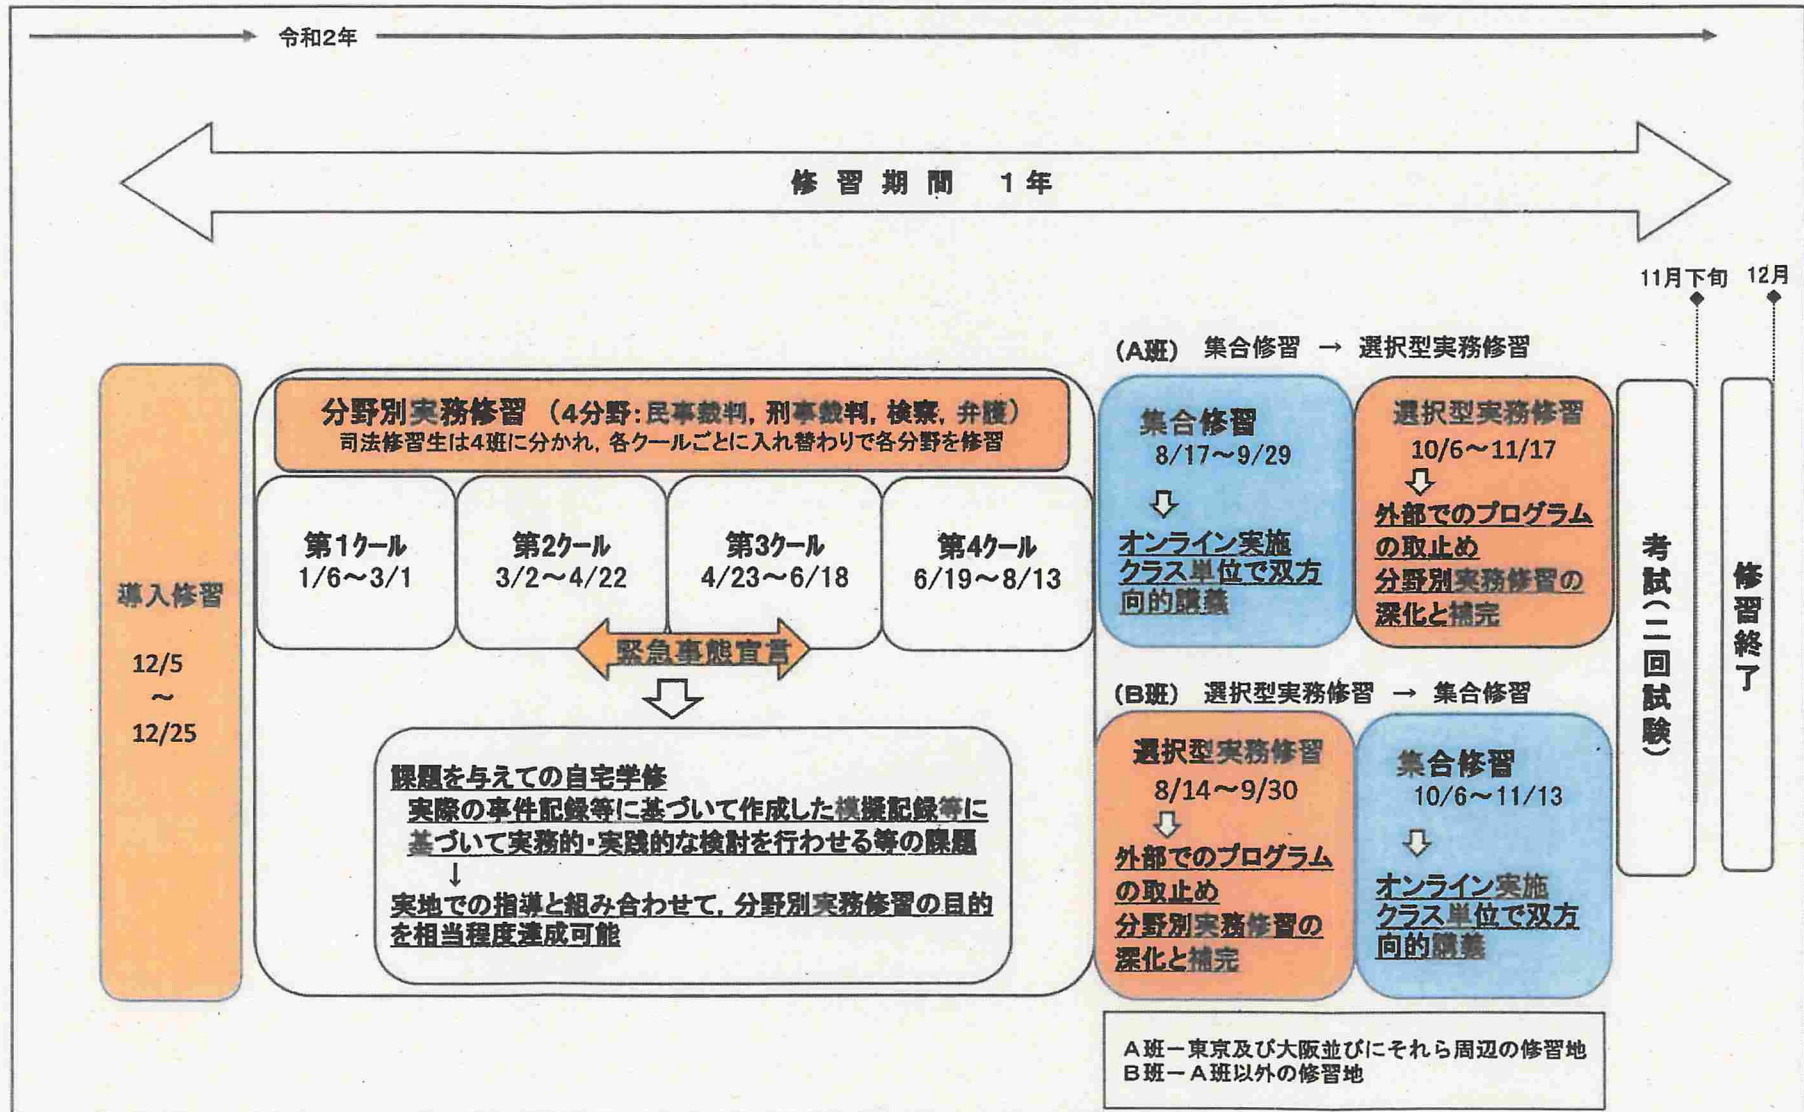 令和2年
修習期間 1年
11月下旬 12月
導入修習
12/5
～
12/25
分野別実務修習 (4分野:民事裁判, 刑事裁判, 検察, 弁護)
司法修習生は4班に分かれ, 各クールごとに入れ替わりで各分野を修習
第1クール
1/6～3/1
第2クール
3/2～4/22
第3クール
4/23～6/18
第4クール
6/19～8/13
緊急事態宣言
課題を与えての自宅学修
実際の事件記録等に基づいて作成した模擬記録等に
基づいて実務的・実践的な検討を行わせる等の課題
↓
実地での指導と組み合わせて, 分野別実務修習の目的
を相当程度達成可能
(A班) 集合修習 → 選択型実務修習
集合修習
8/17～9/29
オンライン実施
クラス単位で双方
向的講義
選択型実務修習
10/6～11/17
外部でのプログラム
の取止め
分野別実務修習の
深化と補完
(B班) 選択型実務修習 → 集合修習
選択型実務修習
8/14～9/30
外部でのプログラム
の取止め
分野別実務修習の
深化と補完
集合修習
10/6～11/13
オンライン実施
クラス単位で双方
向的講義
考試(二回試験)
修習終了
A班－東京及び大阪並びにそれら周辺の修習地
B班－A班以外の修習地